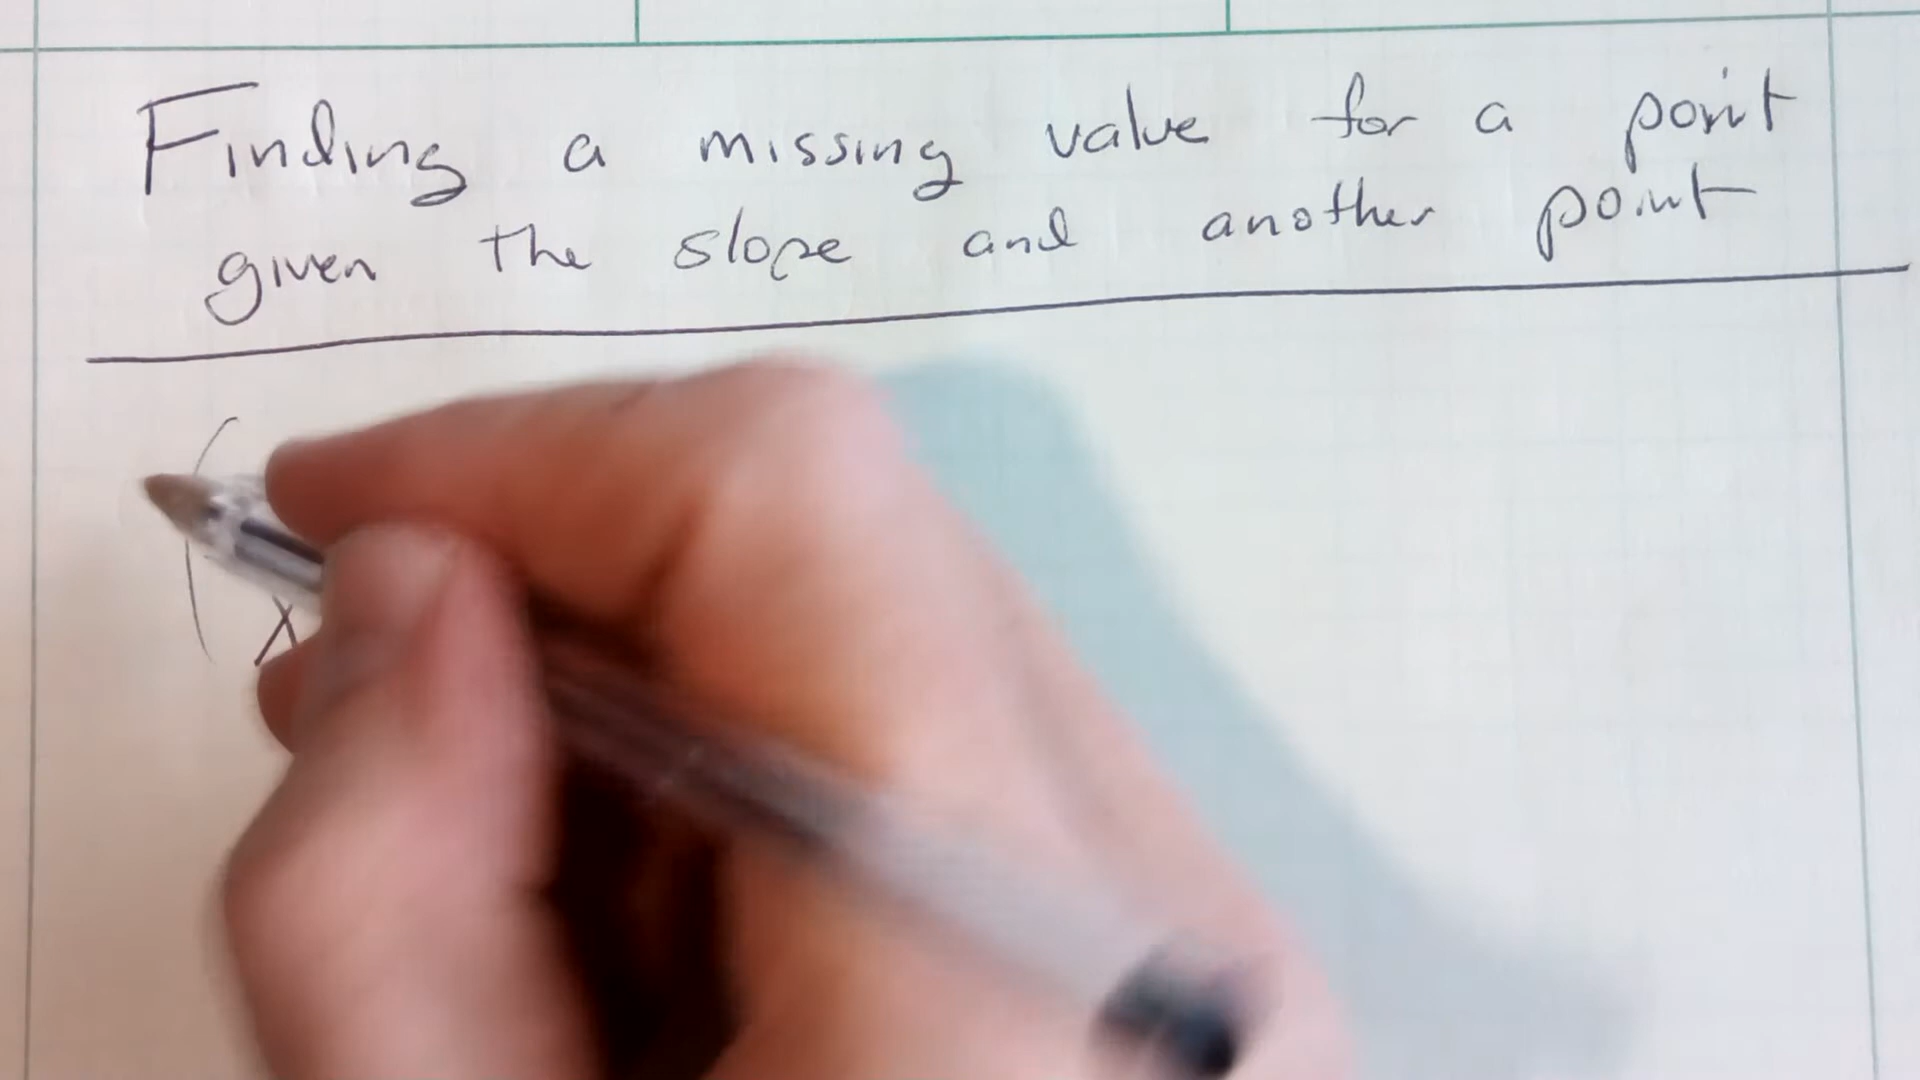 Finding a missing value for a point
given the slope and another point
(
x